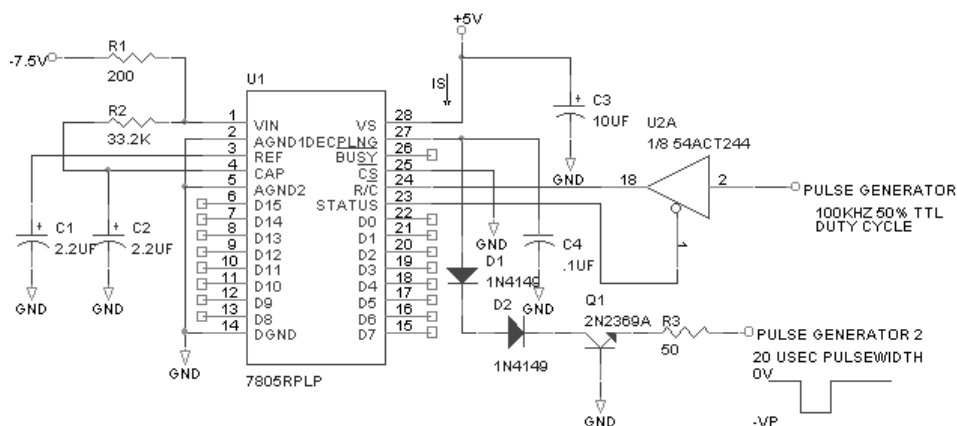 +5V
R1
-7.5V
200
U1
IS
R2
33.2K
1 VIN
2 AGND1DECPLNG
3 REF
4 CAP
5 AGND2
6 D15
7 D14
8 D13
9 D12
10 D11
11 D10
12 D9
13 D8
14 DGND
VS 28
27
BUSY 26
CS 25
R/C 24
STATUS 23
D0 22
D1 21
D2 20
D3 19
D4 18
D5 17
D6 16
D7 15
7805RPLP
+ C1
2.2UF
GND
+ C2
2.2UF
GND
GND
+ C3
10UF
GND
U2A
1/8 54ACT244
18
2
1
PULSE GENERATOR
100KHZ 50% TTL
DUTY CYCLE
GND
D1
1N4149
C4
.1UF
GND
D2
1N4149
Q1
2N2369A
GND
R3
50
PULSE GENERATOR 2
20 USEC PULSEWIDTH
0V
-VP